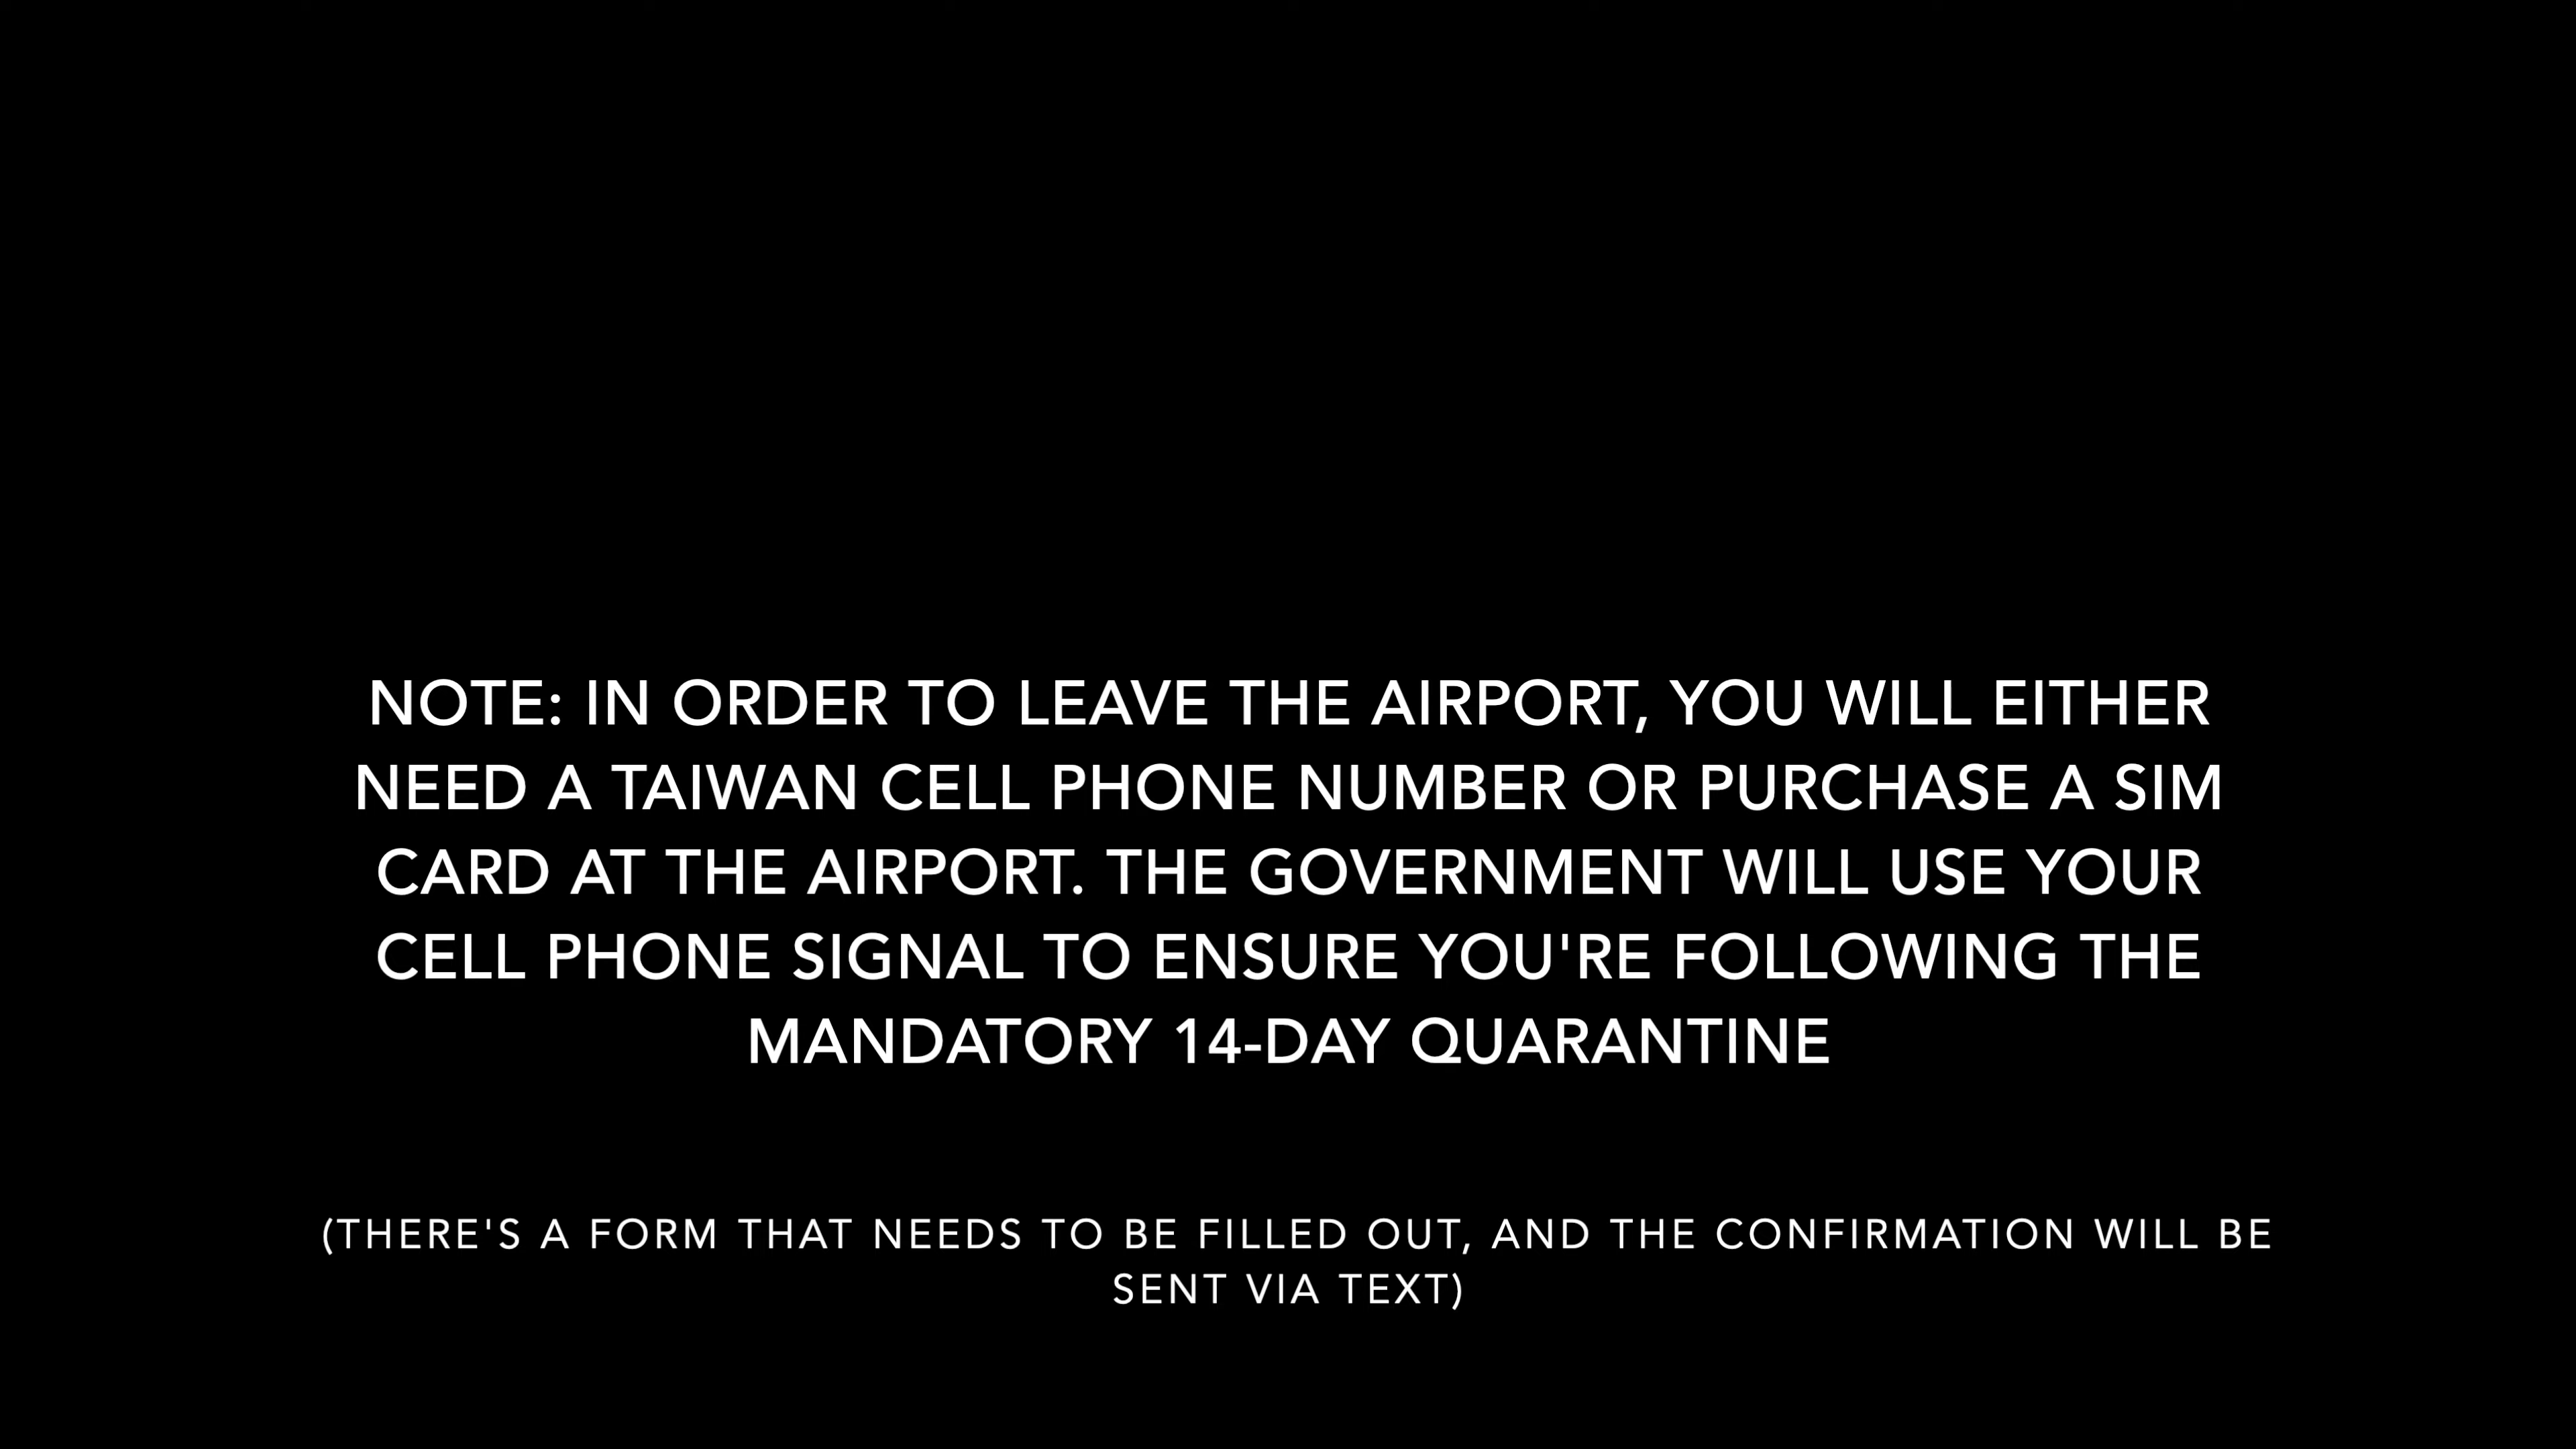 NOTE: IN ORDER TO LEAVE THE AIRPORT, YOU WILL EITHER
NEED A TAIWAN CELL PHONE NUMBER OR PURCHASE A SIM
CARD AT THE AIRPORT. THE GOVERNMENT WILL USE YOUR
CELL PHONE SIGNAL TO ENSURE YOU'RE FOLLOWING THE
MANDATORY 14-DAY QUARANTINE
(THERE'S A FORM THAT NEEDS TO BE FILLED OUT, AND THE CONFIRMATION WILL BE
SENT VIA TEXT)